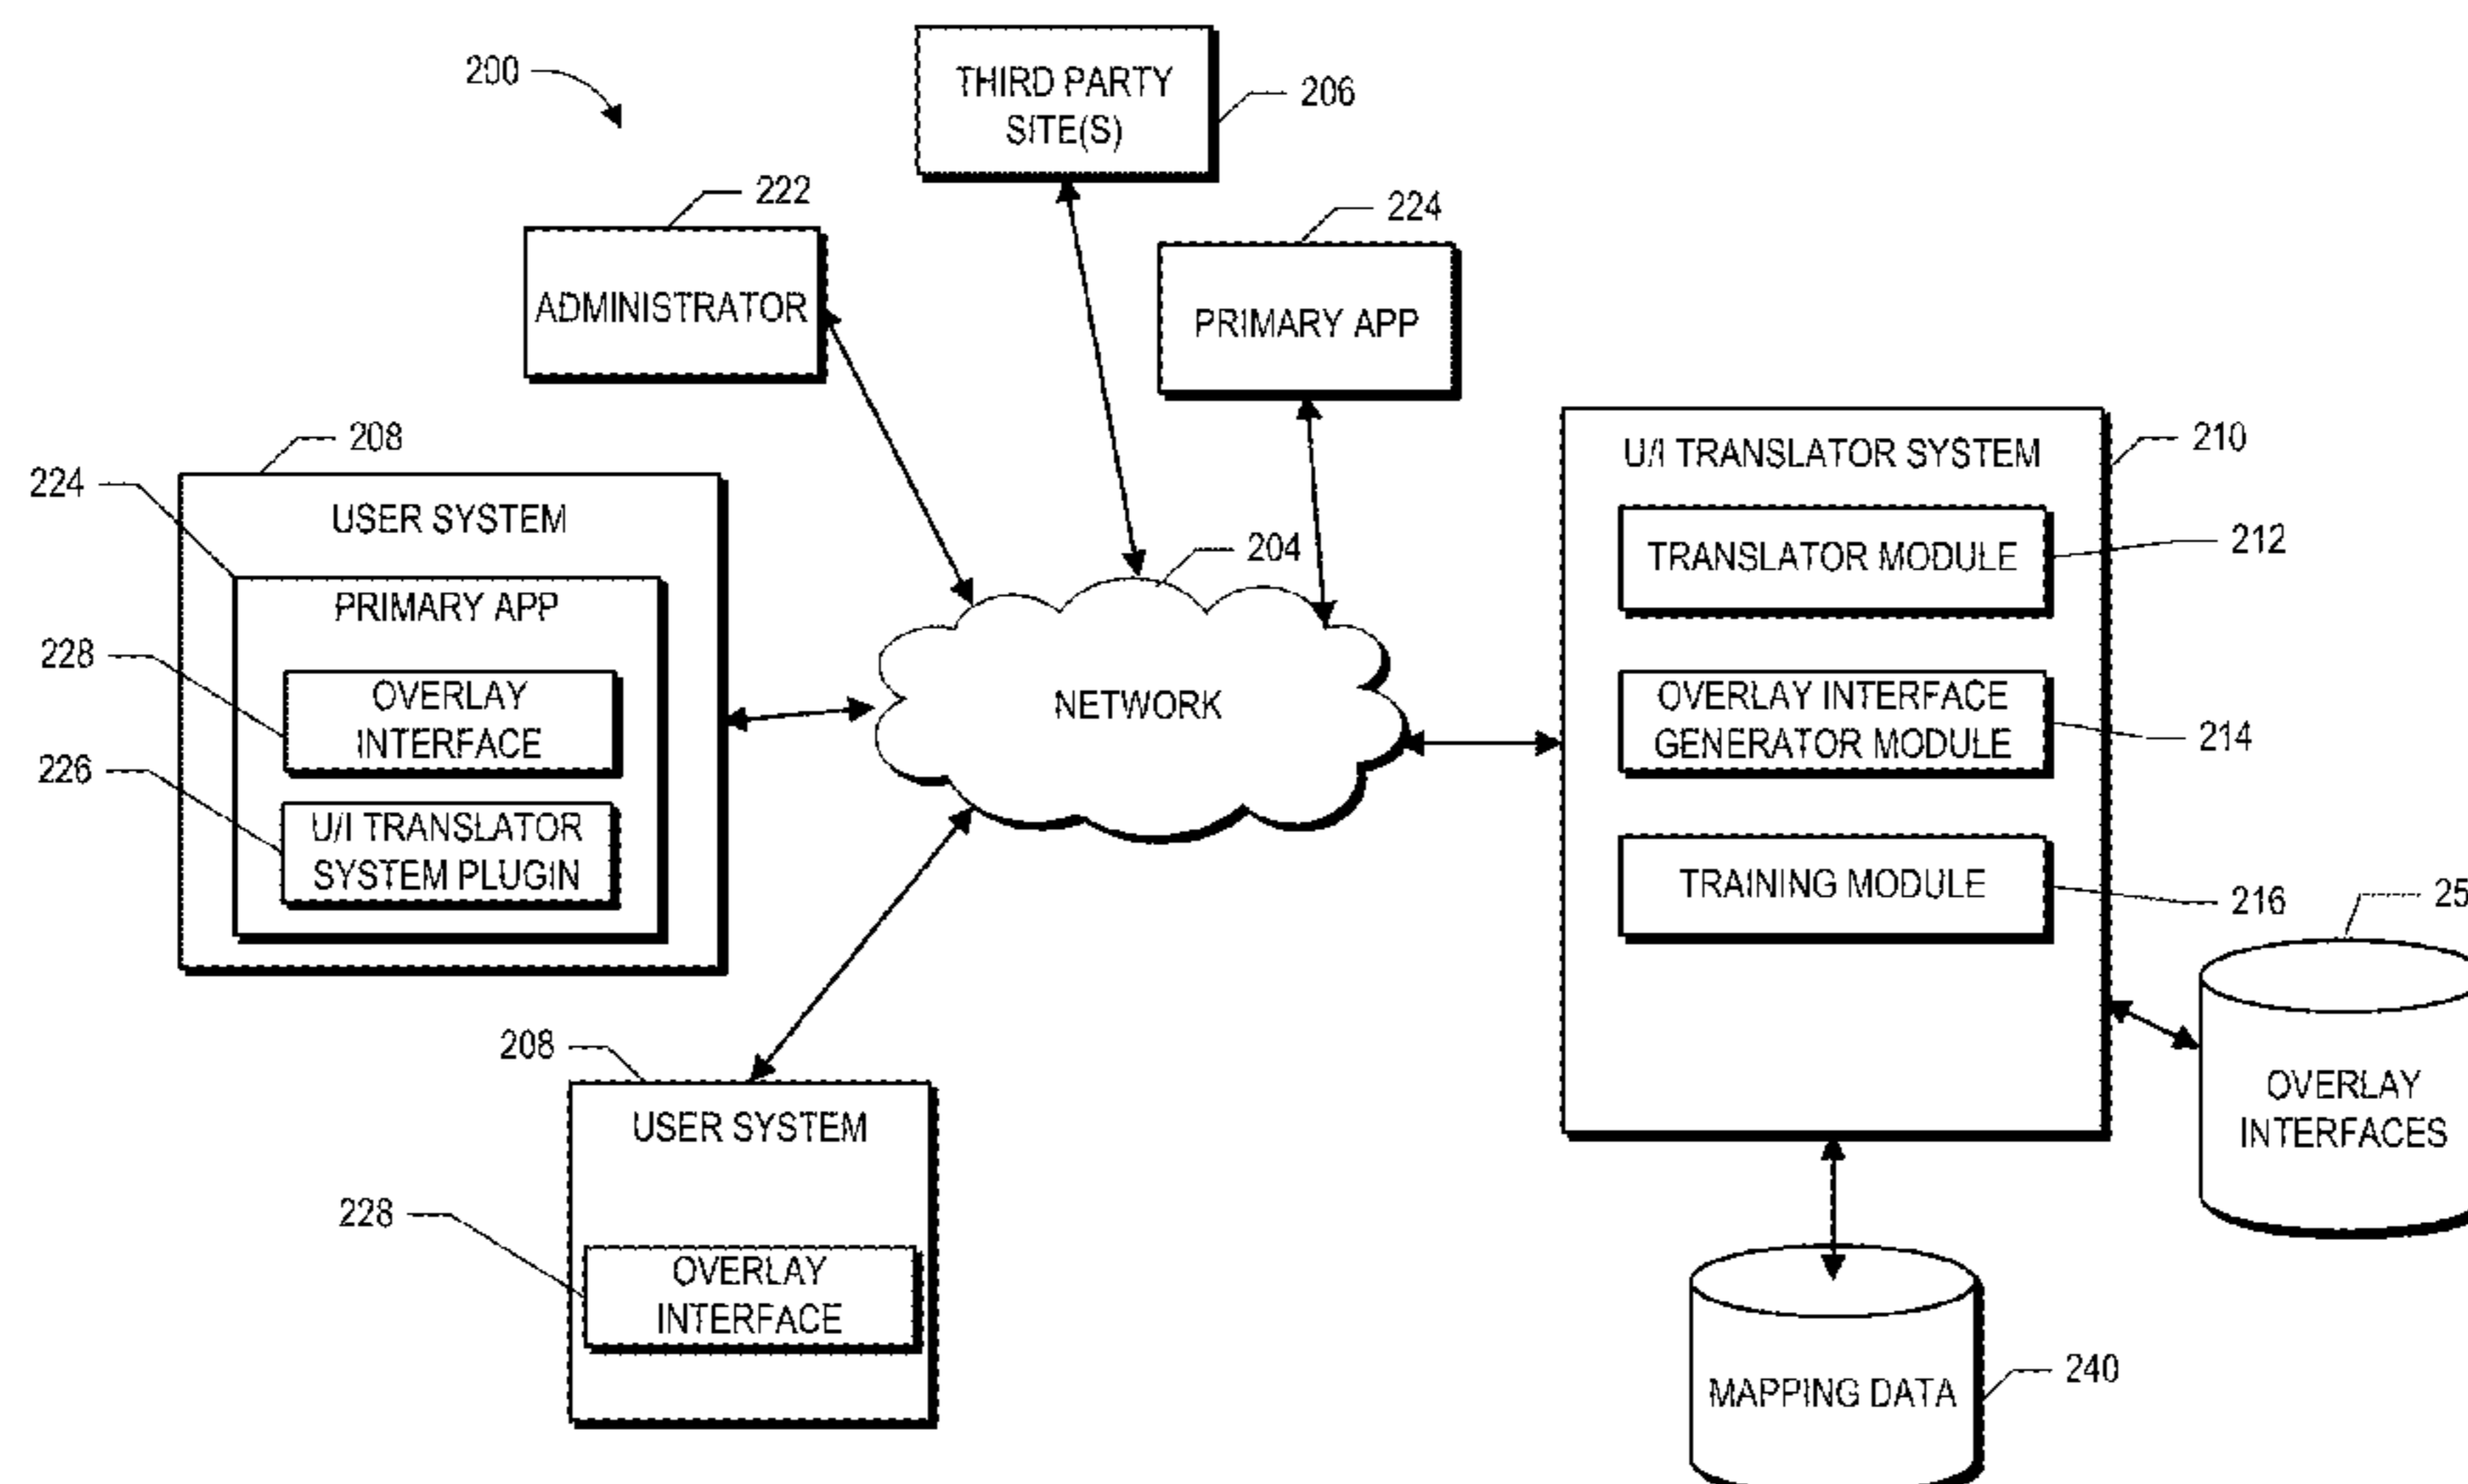 200
THIRD PARTY
SITE(S)
206
222
ADMINISTRATOR
224
PRIMARY APP
208
224
USER SYSTEM
PRIMARY APP
228
OVERLAY
INTERFACE
226
U/I TRANSLATOR
SYSTEM PLUGIN
204
NETWORK
U/I TRANSLATOR SYSTEM
210
TRANSLATOR MODULE
212
OVERLAY INTERFACE
GENERATOR MODULE
214
TRAINING MODULE
216
25
OVERLAY
INTERFACES
208
USER SYSTEM
228
OVERLAY
INTERFACE
MAPPING DATA
240